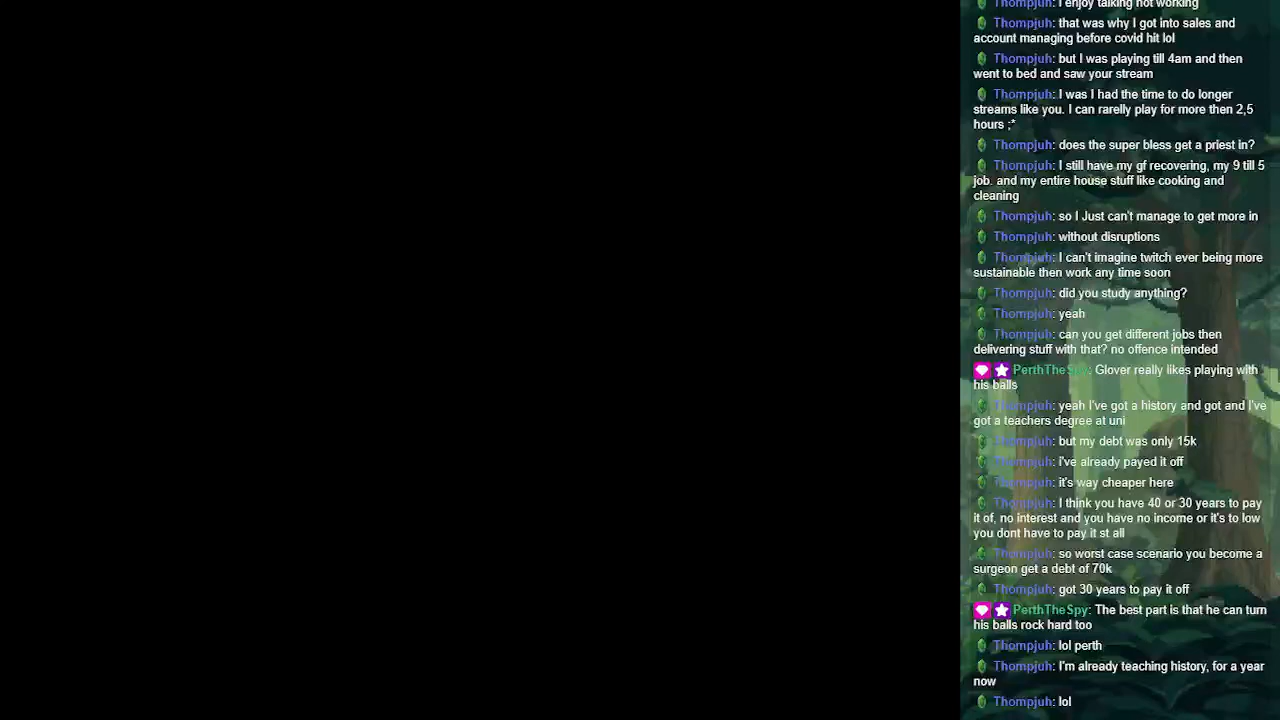 Thompjuh: I enjoy talking not working
Thompjuh: that was why I got into sales and
account managing before covid hit lol
Thompjuh: but I was playing till 4am and then
went to bed and saw your stream
Thompjuh: I was I had the time to do longer
streams like you. I can rarelly play for more then 2,5
hours ;*
Thompjuh: does the super bless get a priest in?
Thompjuh: I still have my gf recovering, my 9 till 5
job. and my entire house stuff like cooking and
cleaning
Thompjuh: so I Just can't manage to get more in
Thompjuh: without disruptions
Thompjuh: I can't imagine twitch ever being more
sustainable then work any time soon
Thompjuh: did you study anything?
Thompjuh: yeah
Thompjuh: can you get different jobs then
delivering stuff with that? no offence intended
PerthTheSpy: Glover really likes playing with
his balls
Thompjuh: yeah I've got a history and got and I've
got a teachers degree at uni
Thompjuh: but my debt was only 15k
Thompjuh: i've already payed it off
Thompjuh: it's way cheaper here
Thompjuh: I think you have 40 or 30 years to pay
it of, no interest and you have no income or it's to low
you dont have to pay it st all
Thompjuh: so worst case scenario you become a
surgeon get a debt of 70k
Thompjuh: got 30 years to pay it off
PerthTheSpy: The best part is that he can turn
his balls rock hard too
Thompjuh: lol perth
Thompjuh: I'm already teaching history, for a year
now
Thompjuh: lol